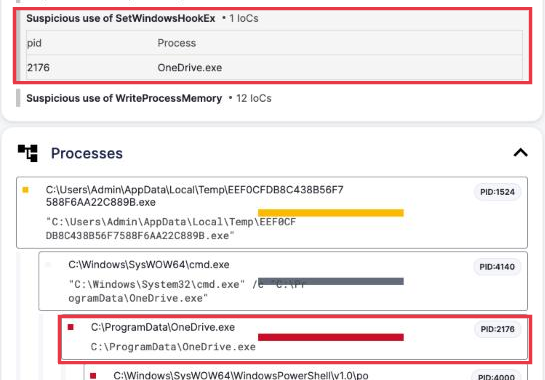 Suspicious use of SetWindowsHookEx • 1 IoCs
pid Process
2176 OneDrive.exe
Suspicious use of WriteProcessMemory • 12 IoCs
Processes
C:\Users\Admin\AppData\Local\Temp\EEF0CFDB8C438B56F7 PID:1524
588F6AA22C889B.exe
"C:\Users\Admin\AppData\Local\Temp\EEF0CF
DB8C438B56F7588F6AA22C889B.exe"
C:\Windows\SysWOW64\cmd.exe PID:4140
"C:\Windows\System32\cmd.exe" /c "C:\Pr
ogramData\OneDrive.exe"
C:\ProgramData\OneDrive.exe PID:2176
C:\ProgramData\OneDrive.exe
C:\Windows\SysWOW64\WindowsPowerShell\v1.0\po PID:4000